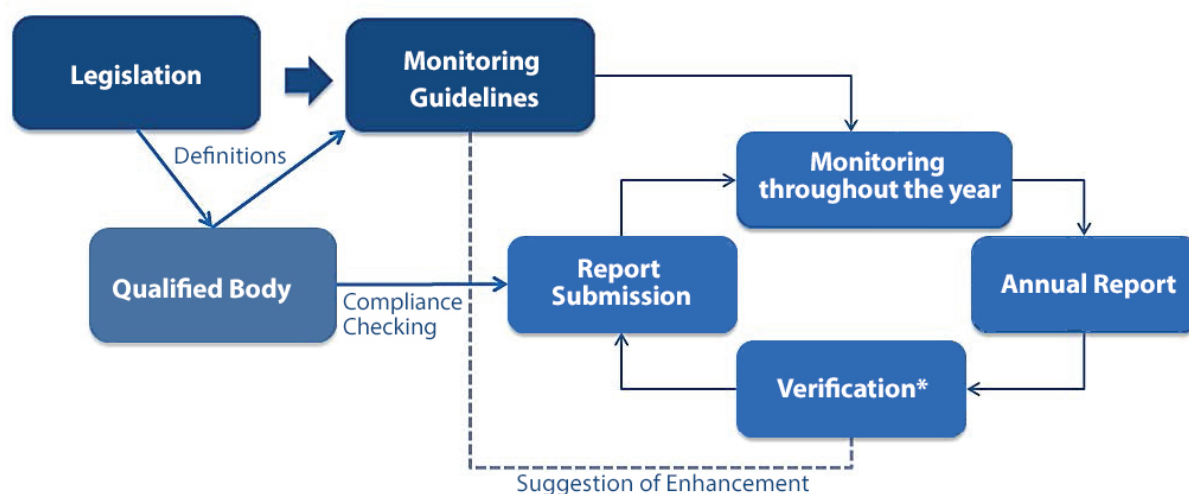 Legislation
Monitoring
Guidelines
Definitions
Monitoring
throughout the year
Qualified Body
Compliance
Checking
Report
Submission
Annual Report
Verification*
Suggestion of Enhancement